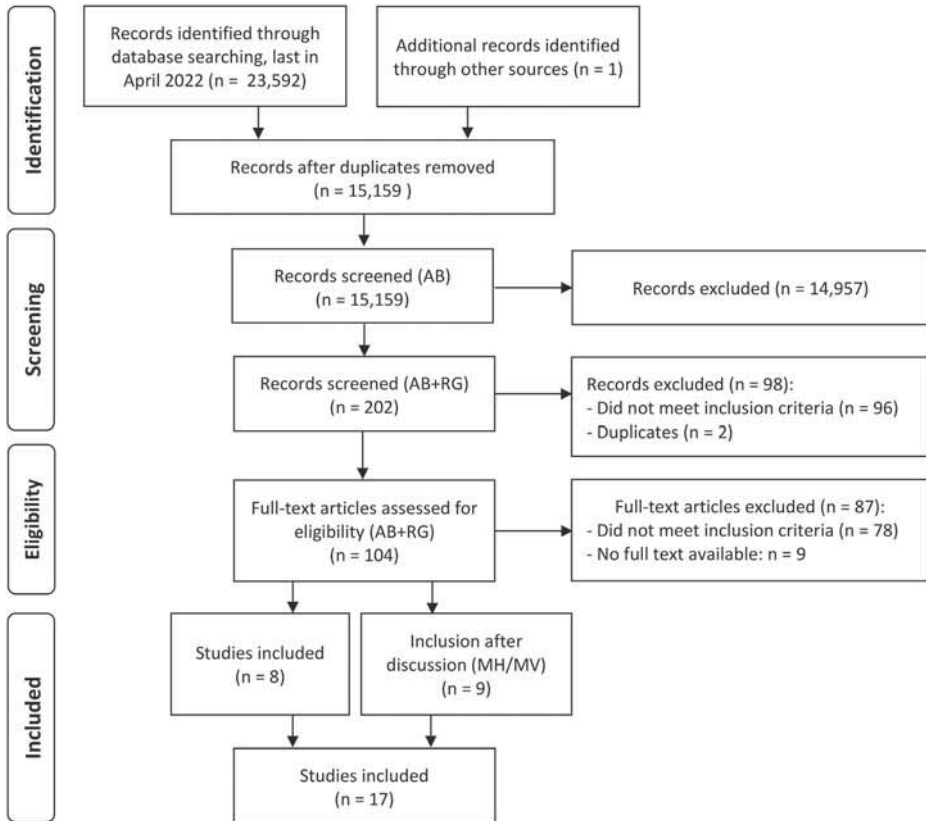 Identification
Records identified through
database searching, last in
April 2022 (n = 23,592)
Additional records identified
through other sources (n = 1)
Records after duplicates removed
(n = 15,159 )
Screening
Records screened (AB)
(n = 15,159)
Records excluded (n = 14,957)
Records screened (AB+RG)
(n = 202)
Records excluded (n = 98):
- Did not meet inclusion criteria (n = 96)
- Duplicates (n = 2)
Eligibility
Full-text articles assessed for
eligibility (AB+RG)
(n = 104)
Full-text articles excluded (n = 87):
- Did not meet inclusion criteria (n = 78)
- No full text available: n = 9
Included
Studies included
(n = 8)
Inclusion after
discussion (MH/MV)
(n = 9)
Studies included
(n = 17)